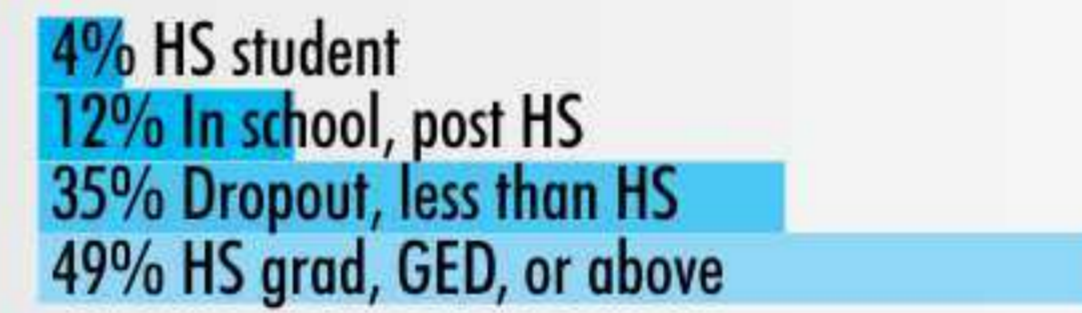 4% HS student
12% In school, post HS
35% Dropout, less than HS
49% HS grad, GED, or above